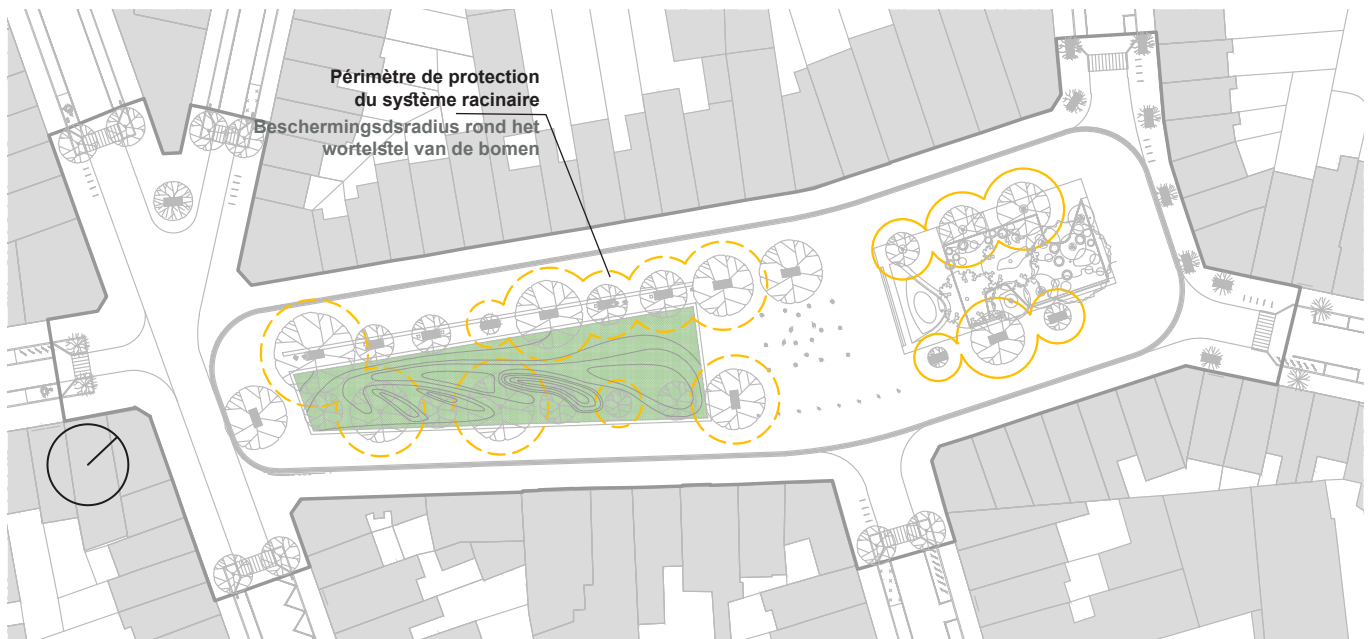 Périmètre de protection
du système racinaire
Beschermingsdsradius rond het
wortelstel van de bomen